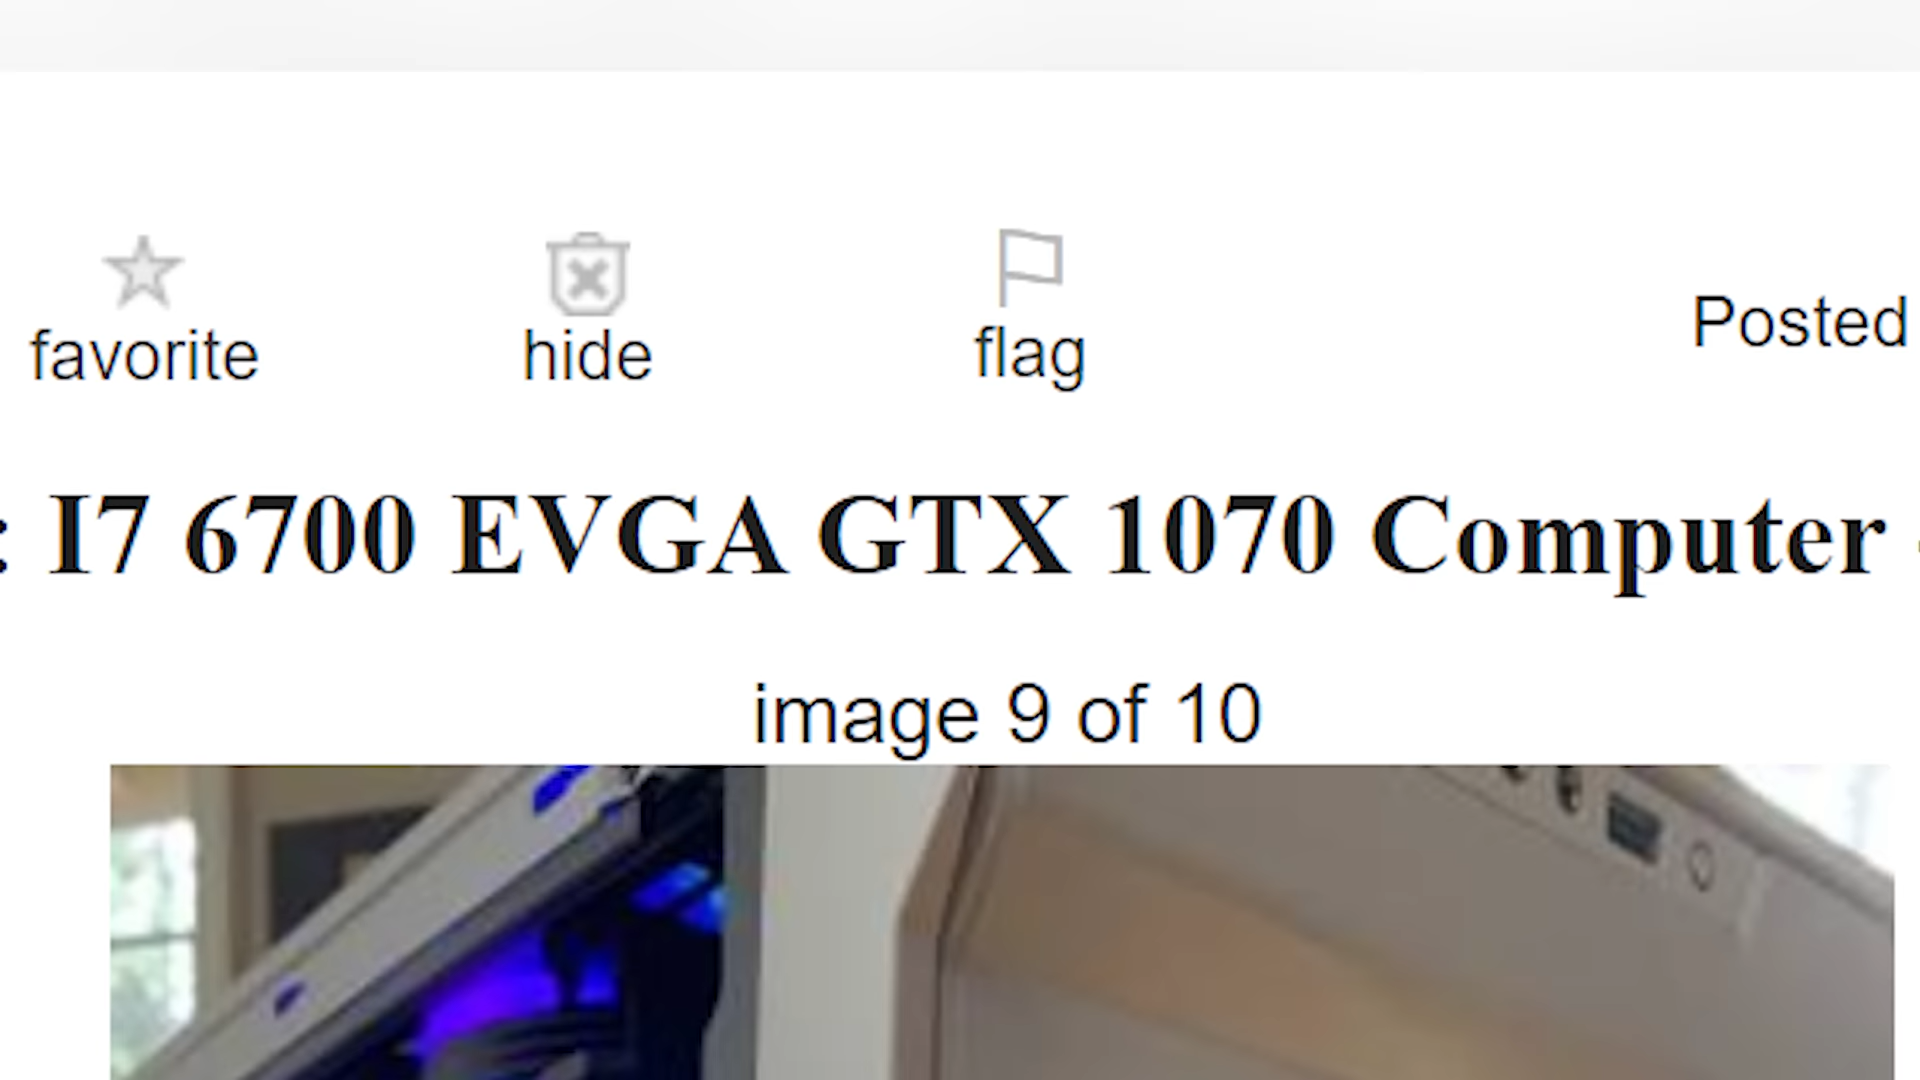 favorite hide flag Posted
: I7 6700 EVGA GTX 1070 Computer
image 9 of 10